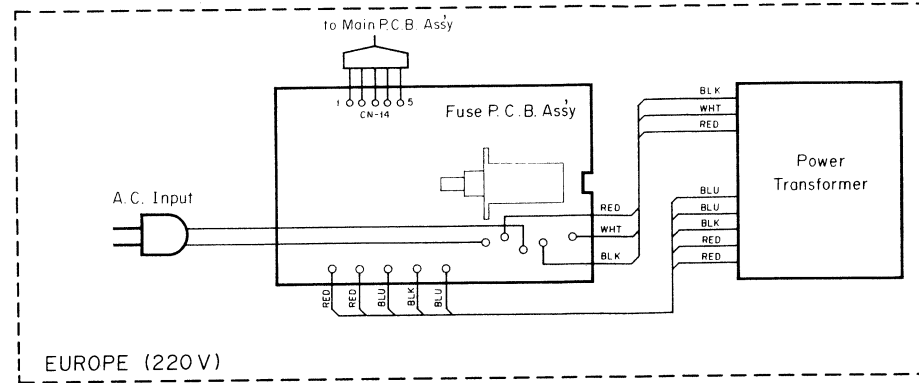 to Main P.C.B. Ass'y
1 5
CN-14
Fuse P.C.B. Ass'y
A.C. Input
BLK
WHT
RED
Power
Transformer
BLU
BLU
BLK
RED
RED
RED
WHT
BLK
RED
RED
BLU
BLK
BLU
EUROPE (220V)